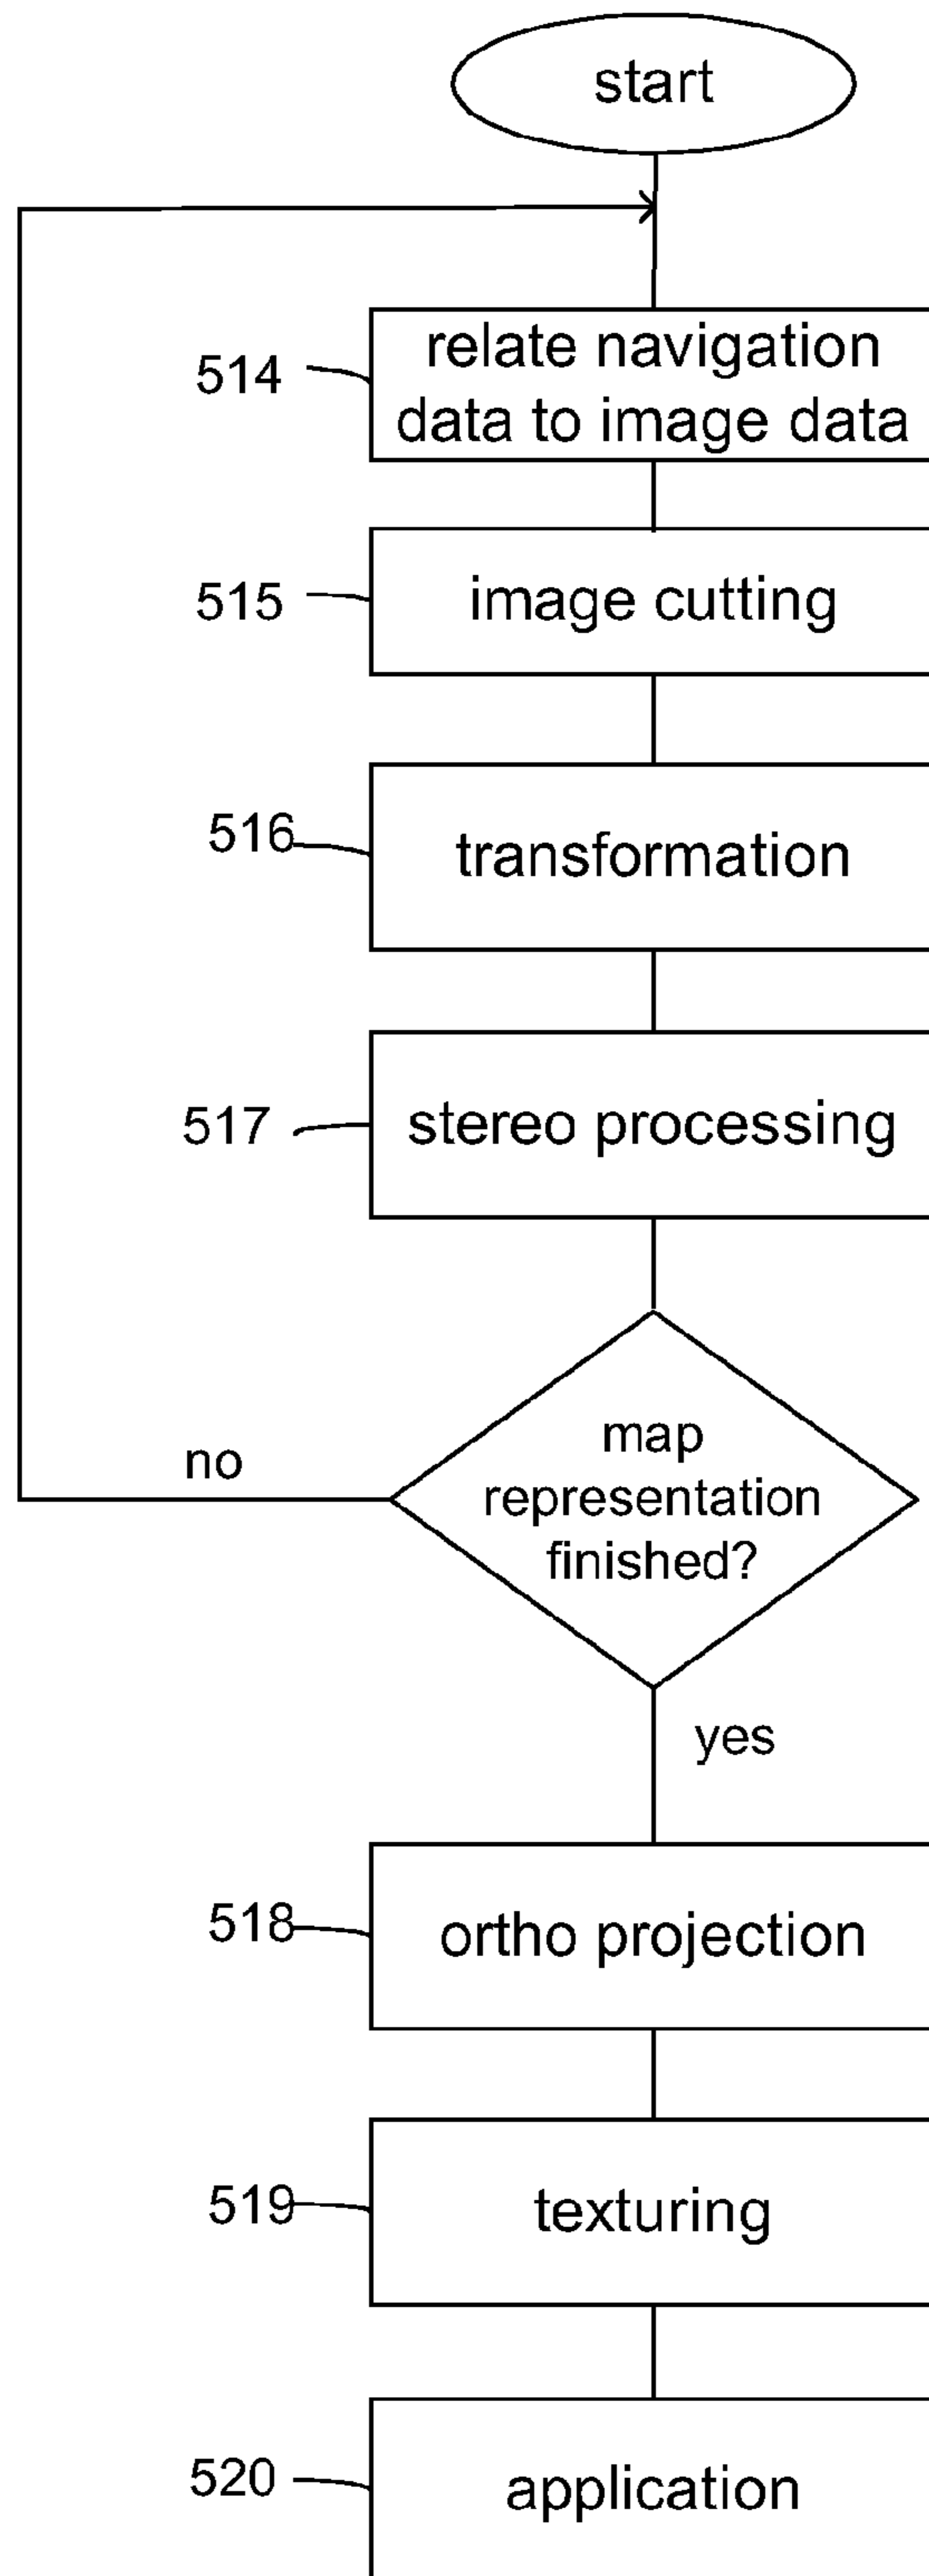 start
514
relate navigation
data to image data
515
image cutting
516
transformation
517
stereo processing
no
map
representation
finished?
yes
518
ortho projection
519
texturing
520
application